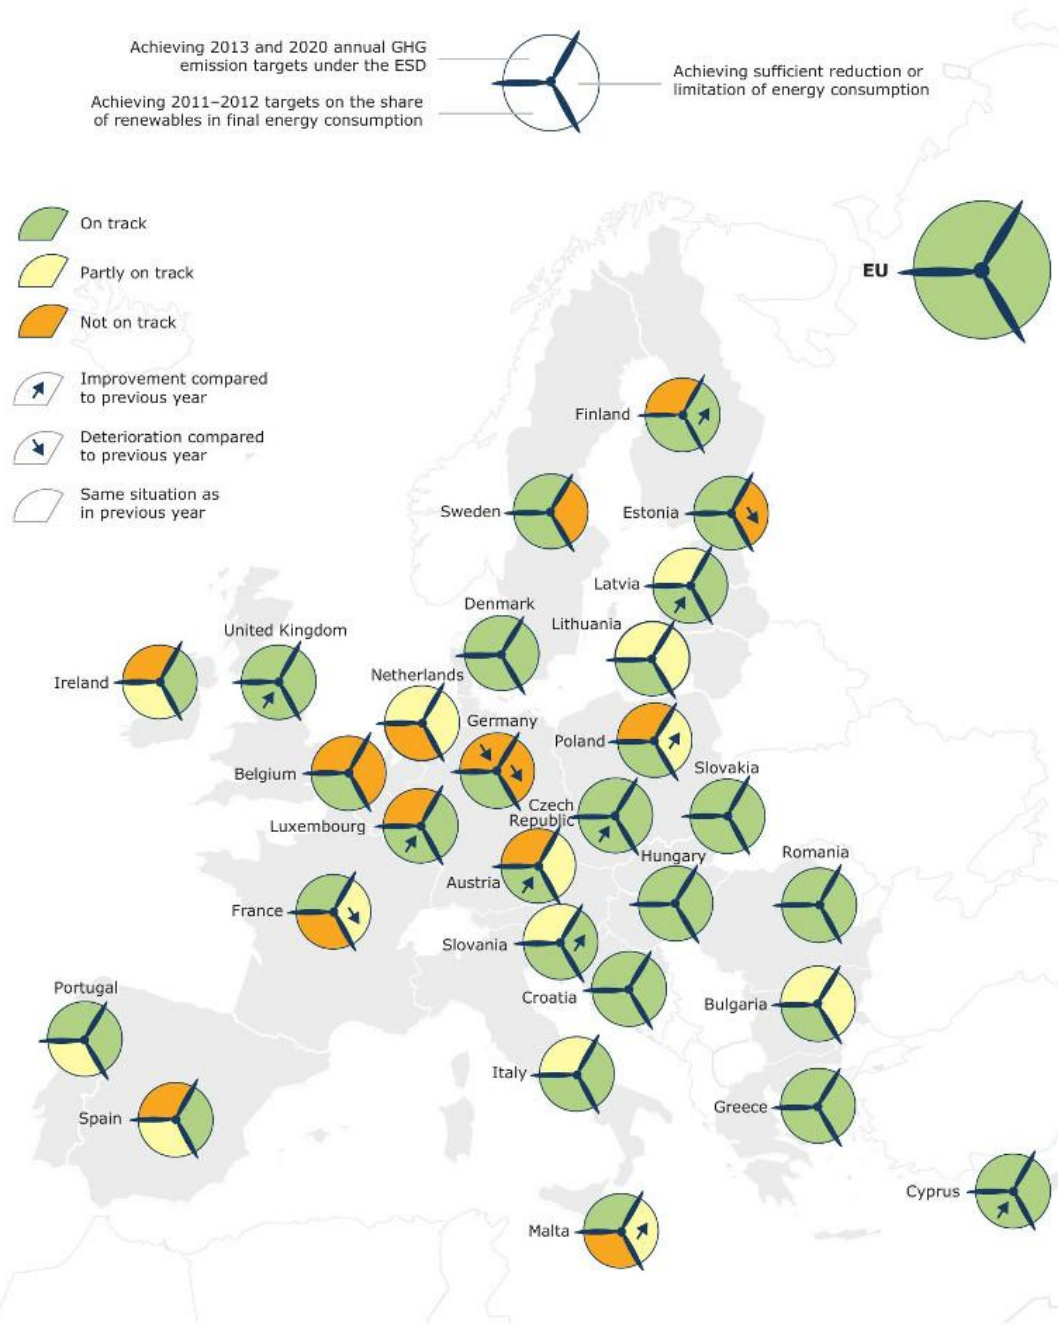 Achieving 2013 and 2020 annual GHG
emission targets under the ESD
Achieving sufficient reduction or
limitation of energy consumption
Achieving 2011–2012 targets on the share
of renewables in final energy consumption
On track
EU
Partly on track
Not on track
Improvement compared
to previous year
Deterioration compared
to previous year
Same situation as
in previous year
Finland
Sweden
Estonia
Latvia
Denmark
Lithuania
United Kingdom
Ireland
Netherlands
Germany
Poland
Slovakia
Belgium
Czech
Republic
Luxembourg
Hungary
Romania
Austria
France
Slovania
Portugal
Croatia
Bulgaria
Italy
Greece
Spain
Cyprus
Malta